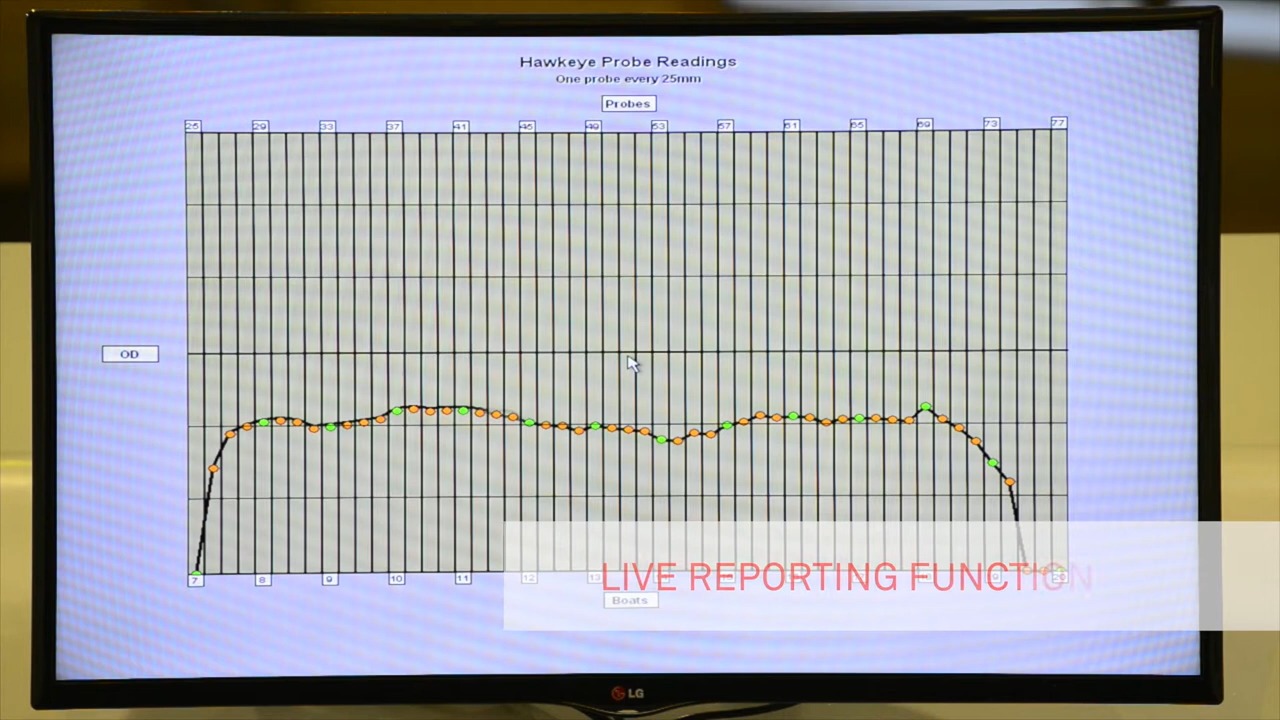 Hawkeye Probe Readings
One probe every 25mm
Probes
25 29 33 37 41 45 49 53 57 61 65 69 73 77
OD
7 8 9 10 11 12 13
LIVE REPORTING FUNCTION
Boats
LG